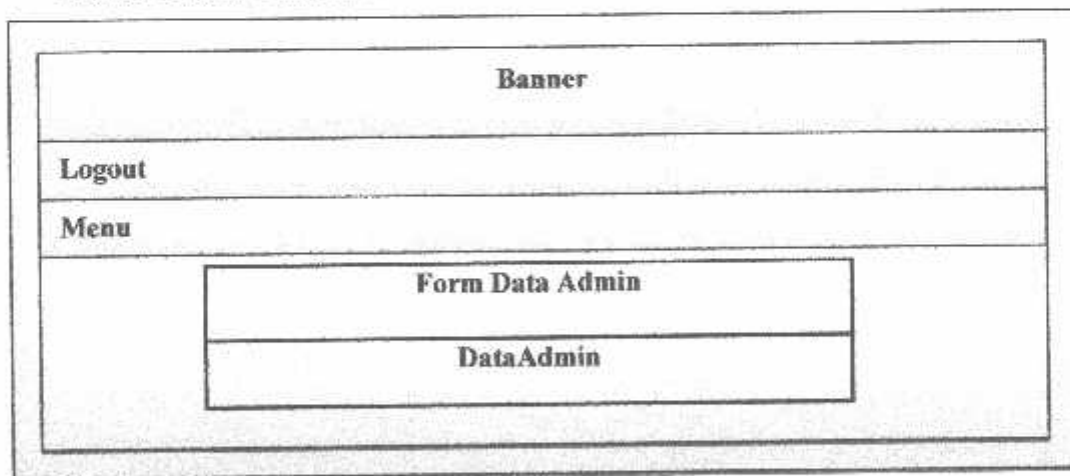 Banner
Logout
Menu
Form Data Admin
DataAdmin